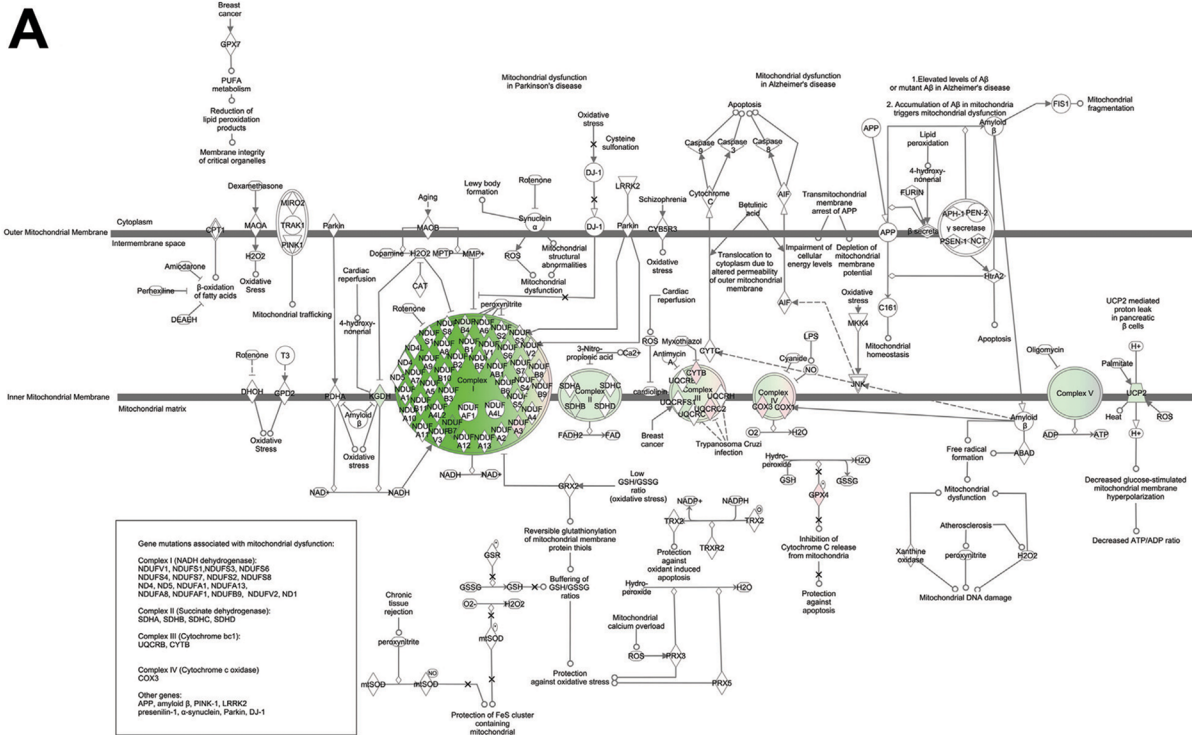 A
Breast
cancer
GPX7
PUFA
metabolism
Reduction of
lipid peroxidation
products
Membrane integrity
of critical organelles
Mitochondrial dysfunction
in Parkinson's disease
Mitochondrial dysfunction
in Alzheimer's disease
1.Elevated levels of Aβ
or mutant Aβ in Alzheimer's disease
2. Accumulation of Aβ in mitochondria
triggers mitochondrial dysfunction
Amyloid
β
FIS1
Mitochondrial
fragmentation
Apoptosis
Caspase
9
Caspase
3
Caspase
8
Oxidative
stress
Cysteine
sulfonation
DJ-1
APP
Lipid
peroxidation
4-hydroxy-
nonenal
FURIN
Dexamethasone
MIRO2
TRAK1
PINK1
Aging
Lewy body
formation
Rotenone
LRRK2
Schizophrenia
Cytochrome
C
Betulinic
acid
AIF
Transmitochondrial
membrane
arrest of APP
APH-1
PEN-2
γ secretase
PSEN-1
NCT
Cytoplasm
Outer Mitochondrial Membrane
Intermembrane space
CPT1
MAOA
Parkin
MAOB
Synuclein
α
DJ-1
Parkin
CYB5R3
APP
β secreta
H2O2
Oxidative
Sress
Dopamine
H2O2
MPTP
MMP+
ROS
Mitochondrial
structural
abnormalities
Mitochondrial
dysfunction
Oxidative
stress
Translocation to
cytoplasm due to
altered permeability
of outer mitochondrial
membrane
Impairment of
cellular
energy levels
Depletion of
mitochondrial
membrane
potential
HtrA2
Amiodarone
Perhexiline
DEAEH
β-oxidation
of fatty acids
Mitochondrial trafficking
Cardiac
reperfusion
4-hydroxy-
nonenal
CAT
Rotenone
peroxynitrite
Cardiac
reperfusion
ROS
AIF
Oxidative
stress
MKK4
C161
Mitochondrial
homeostasis
Apoptosis
UCP2 mediated
proton leak
in pancreatic
β cells
3-Nitro-
propionic acid
Ca2+
Antimycin
Myxothiazol
CYTC
LPS
Cyanide
NO
JNK
Oligomycin
Palmitate
H+
Rotenone
T3
Complex
I
Complex
II
SDHA
SDHC
SDHB
SDHD
cardiolipin
CYTB
Complex
III
UQCRFS1
UQCRC2
UQCRC
Complex
IV
COX3
Complex V
UCP2
Inner Mitochondrial Membrane
Mitochondrial matrix
DHOH
GPD2
PDHA
KGDH
Amyloid
β
Oxidative
Stress
Oxidative
stress
NAD+
NADH
NADH
NAD+
FADH2
FAD
Breast
cancer
Trypanosoma Cruzi
infection
O2
H2O
ADP
ATP
Amyloid
β
ABAD
Heat
H+
ROS
Free radical
formation
Mitochondrial
dysfunction
Decreased glucose-stimulated
mitochondrial membrane
hyperpolarization
Decreased ATP/ADP ratio
GRX2
Low
GSH/GSSG
ratio
(oxidative stress)
Hydro-
peroxide
H2O
GSH
GSSG
GPX4
NADP+
NADPH
TRX2
TRX2
TRXR2
Protection
against
oxidant induced
apoptosis
Inhibition of
Cytochrome C release
from mitochondria
Protection
against
apoptosis
Atherosclerosis
Xanthine
oxidase
peroxynitrite
H2O2
Mitochondrial DNA damage
Reversible glutathionylation
of mitochondrial membrane
protein thiols
GSR
GSSG
GSH
Buffering of
GSH/GSSG
ratios
O2-
H2O2
mtSOD
Hydro-
peroxide
H2O
Mitochondrial
calcium overload
ROS
PRX3
PRX5
Protection
against oxidative stress
Chronic
tissue
rejection
peroxynitrite
mtSOD
NO
mtSOD
Protection of FeS cluster
containing
mitochondrial
Gene mutations associated with mitochondrial dysfunction:
Complex I (NADH dehydrogenase):
NDUFV1, NDUFS1,NDUFS3, NDUFS6
NDUFS4, NDUFS7, NDUFS2, NDUFS8
ND4, ND5, NDUFA1, NDUFA13,
NDUFA8, NDUFAF1, NDUFB9, NDUFV2, ND1
Complex II (Succinate dehydrogenase):
SDHA, SDHB, SDHC, SDHD
Complex III (Cytochrome bc1):
UQCRB, CYTB
Complex IV (Cytochrome c oxidase)
COX3
Other genes:
APP, amyloid β, PINK-1, LRRK2
presenilin-1, α-synuclein, Parkin, DJ-1